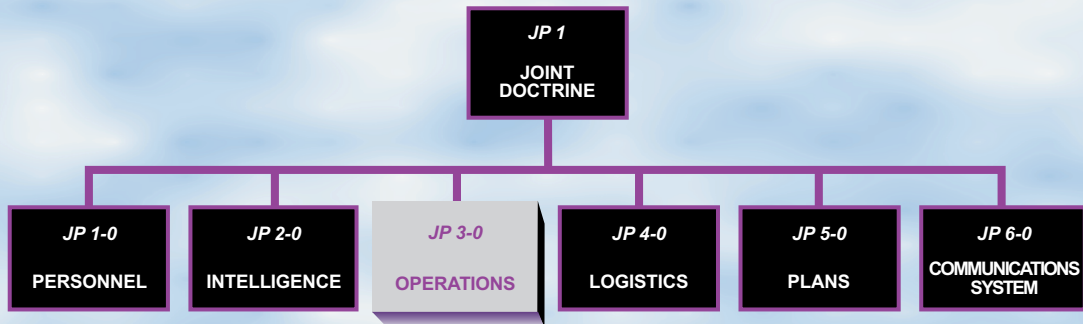 JP 1
JOINT
DOCTRINE
JP 1-0
PERSONNEL
JP 2-0
INTELLIGENCE
JP 3-0
OPERATIONS
JP 4-0
LOGISTICS
JP 5-0
PLANS
JP 6-0
COMMUNICATIONS
SYSTEM